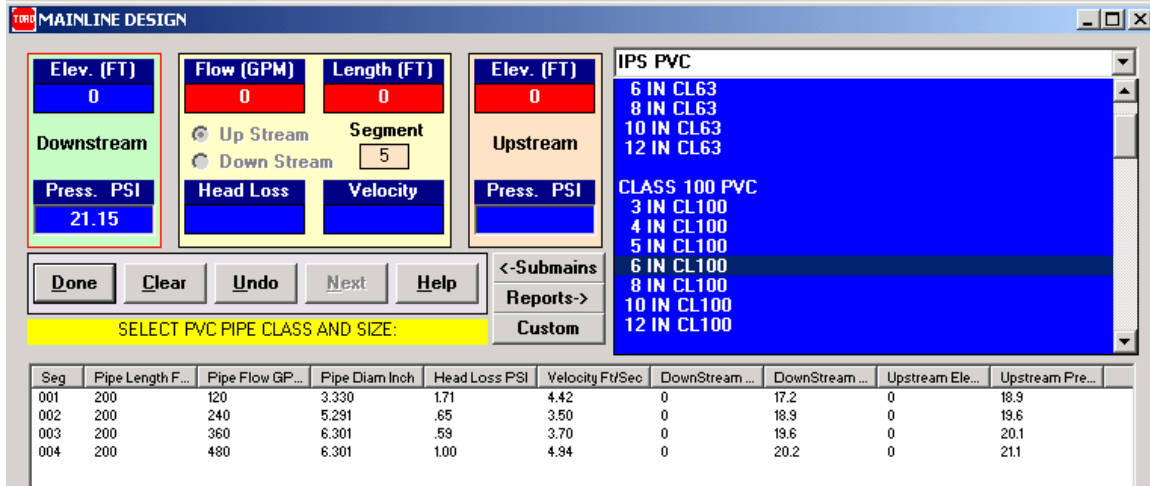 TORO MAINLINE DESIGN
Elev. (FT) Flow (GPM) Length (FT) Elev. (FT)
0 0 0 0
Downstream
Up Stream
Down Stream
Segment
5
Upstream
Press. PSI Head Loss Velocity Press. PSI
21.15
Done Clear Undo Next Help
<-Submains
Reports->
Custom
SELECT PVC PIPE CLASS AND SIZE:
IPS PVC
6 IN CL63
8 IN CL63
10 IN CL63
12 IN CL63
CLASS 100 PVC
3 IN CL100
4 IN CL100
5 IN CL100
6 IN CL100
8 IN CL100
10 IN CL100
12 IN CL100
Seg Pipe Length F... Pipe Flow GP... Pipe Diam Inch Head Loss PSI Velocity Ft/Sec DownStream ... DownStream ... Upstream Ele... Upstream Pre...
001 200 120 3.330 1.71 4.42 0 17.2 0 18.9
002 200 240 5.291 .65 3.50 0 18.9 0 19.6
003 200 360 6.301 .59 3.70 0 19.6 0 20.1
004 200 480 6.301 1.00 4.94 0 20.2 0 21.1